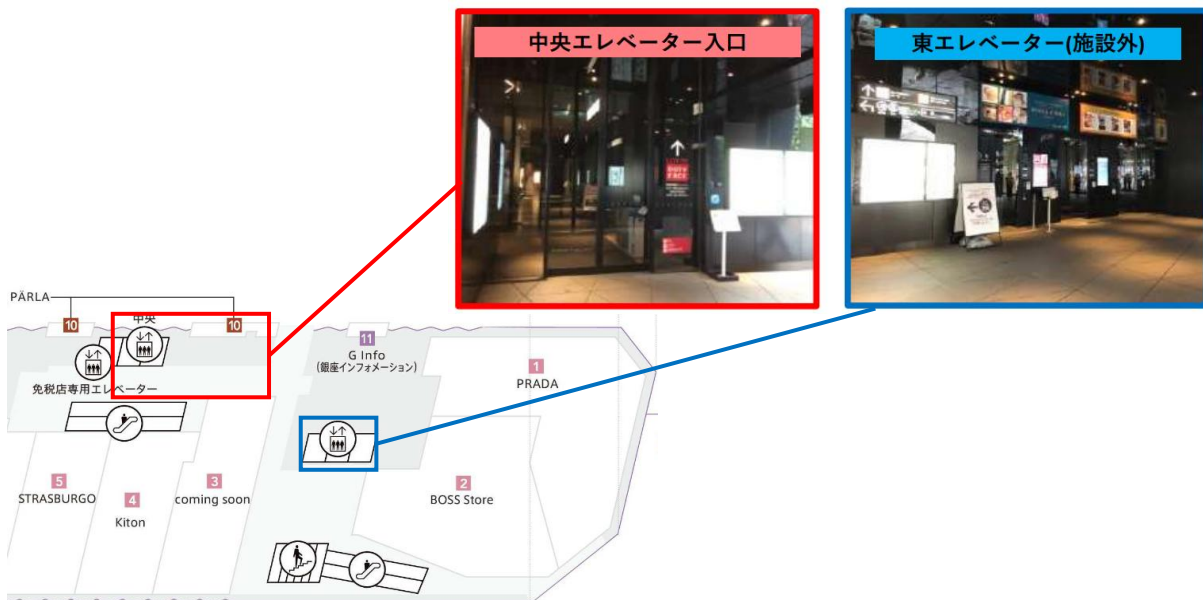 中央エレベーター入口
東エレベーター(施設外)
PÄRLA
10
10
中央
免税店専用エレベーター
11
G Info
(銀座インフォメーション)
1
PRADA
5
STRASBURGO
4
Kiton
3
coming soon
2
BOSS Store